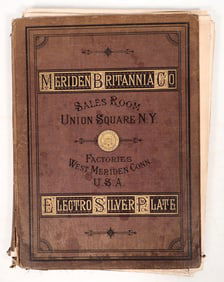 MERIDEN BRITANNIA CO
SALES ROOM
UNION SQUARE N.Y.
FACTORIES
WEST MERIDEN CONN.
U.S.A.
ELECTRO SILVER PLATE